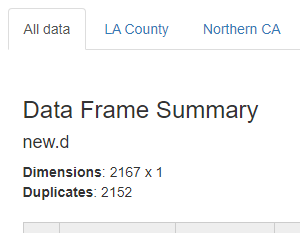 All data LA County Northern CA
Data Frame Summary
new.d
Dimensions: 2167 x 1
Duplicates: 2152